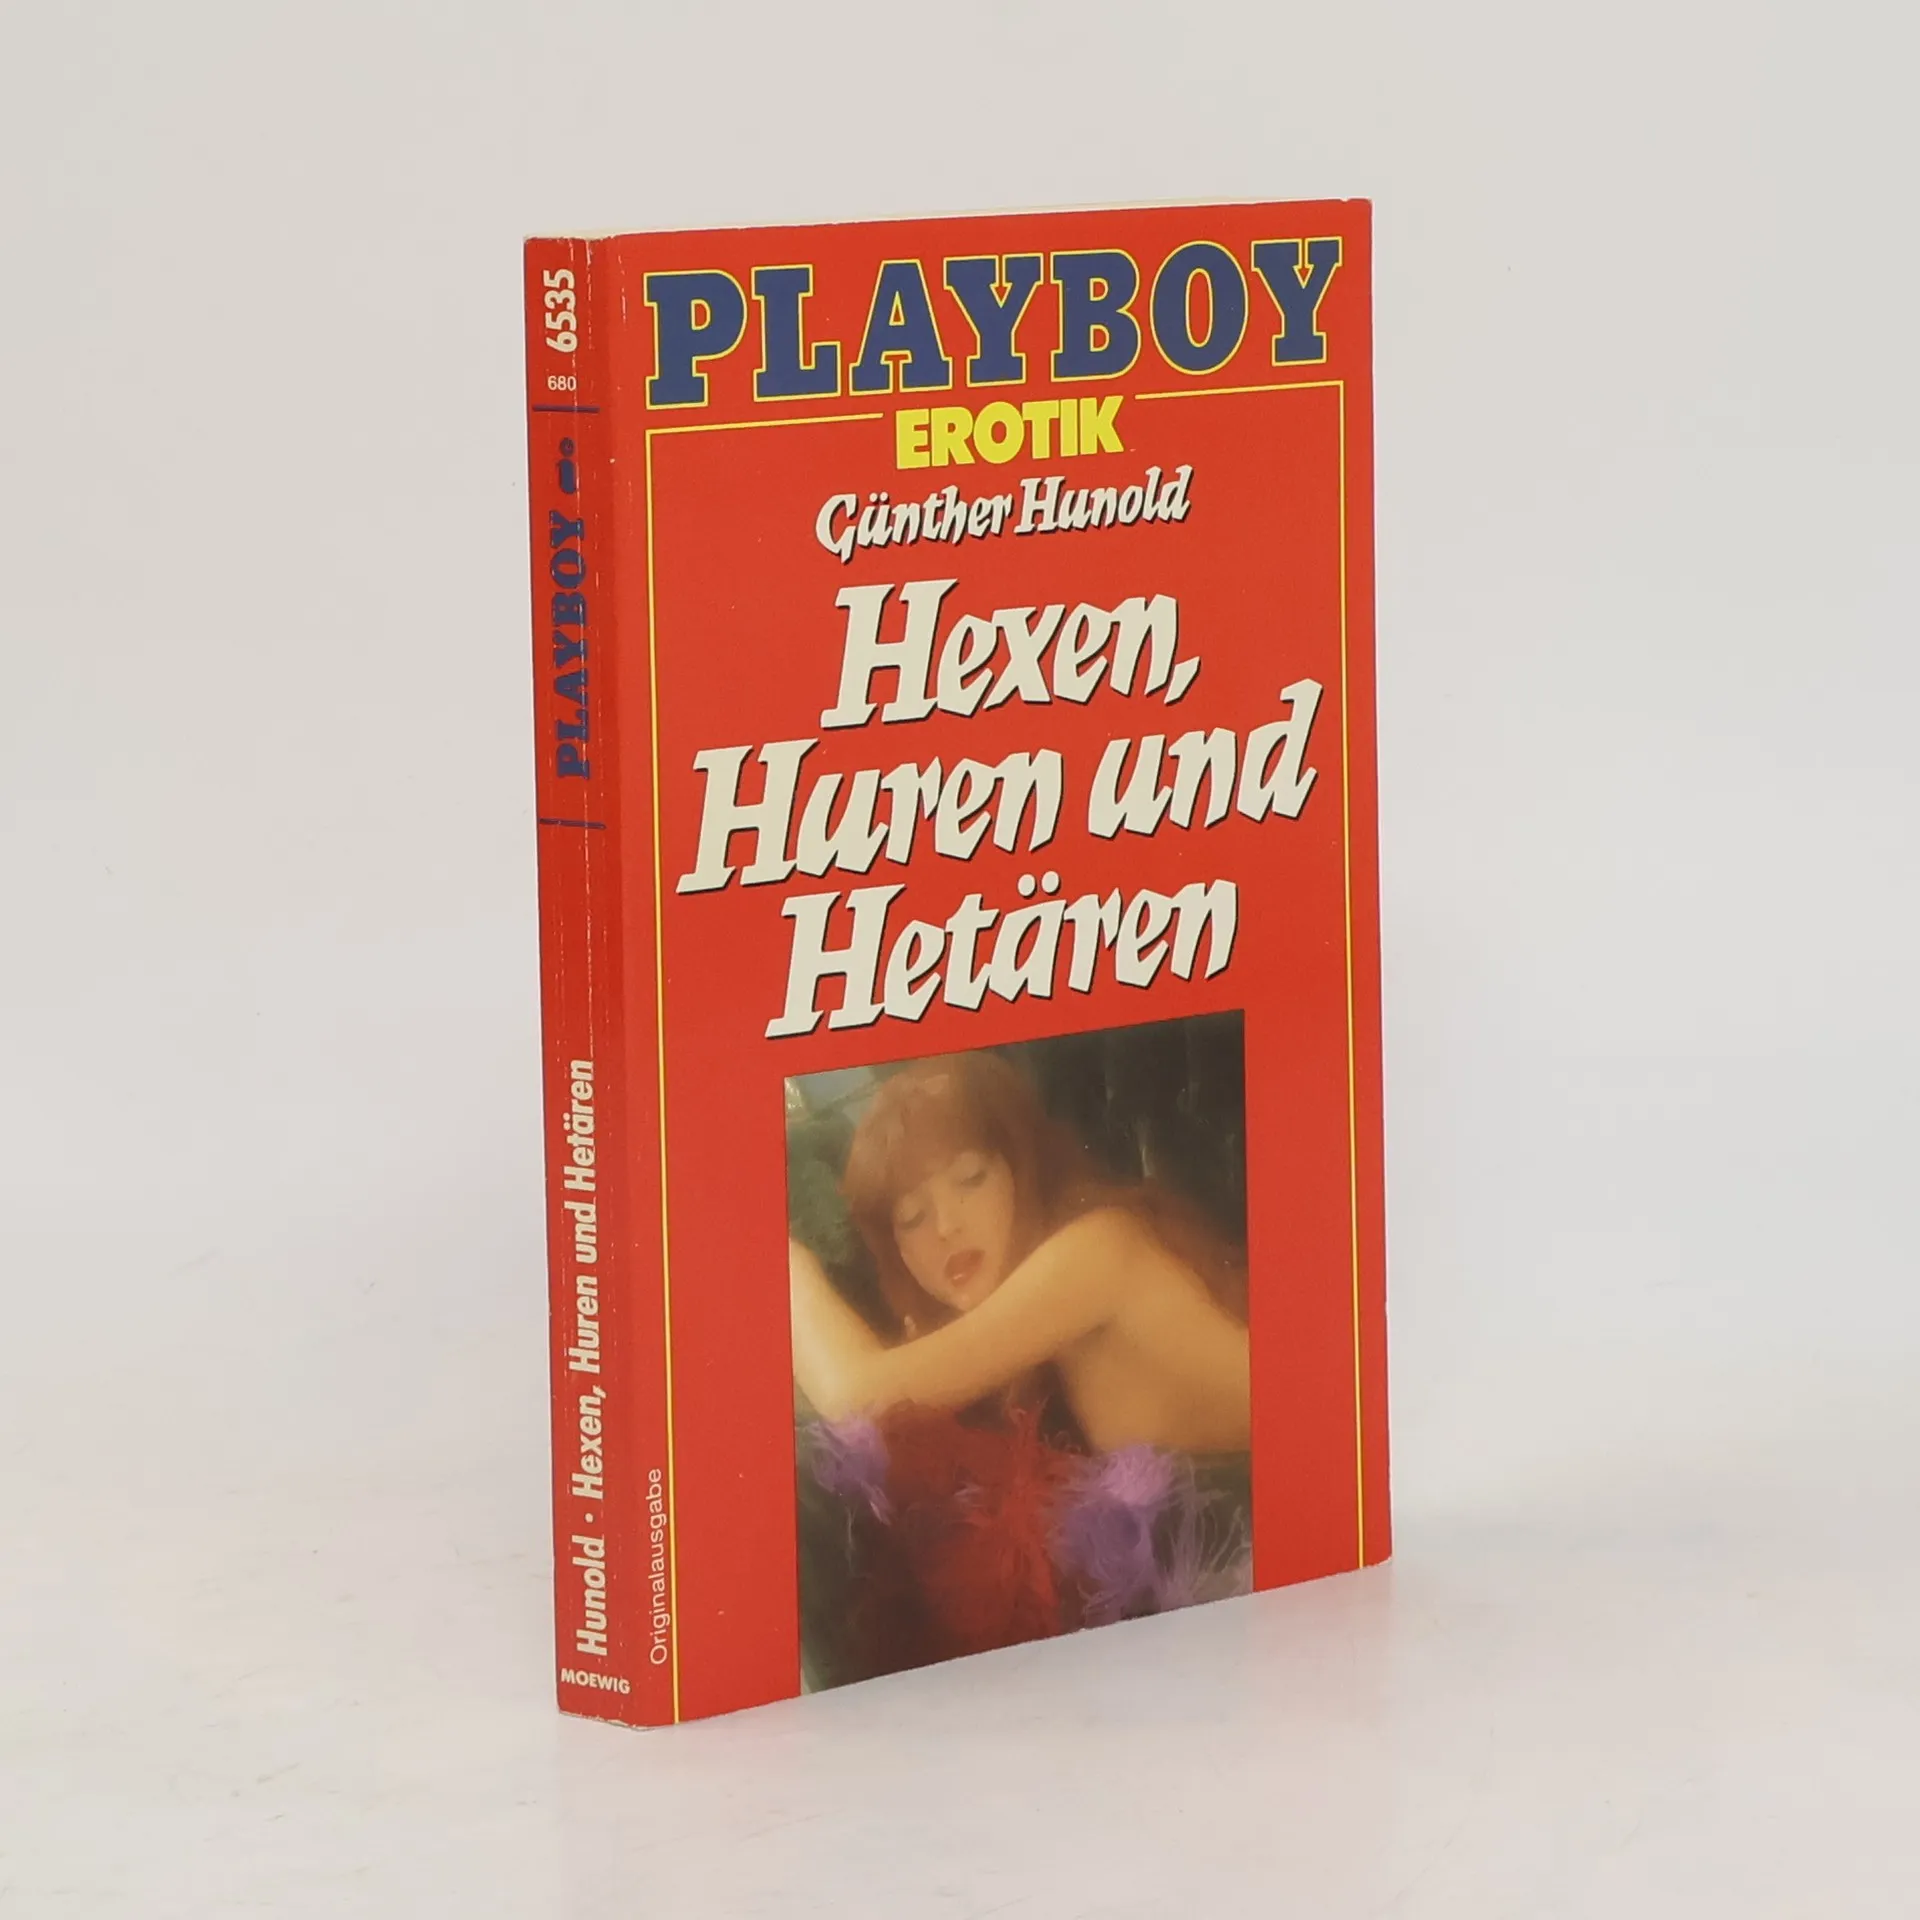 PLAYBOY
EROTIK
Günther Hunold
Hexen,
Huren und
Hetären
Originalausgabe
6535
680
PLAYBOY
Hunold · Hexen, Huren und Hetären
MOEWIG